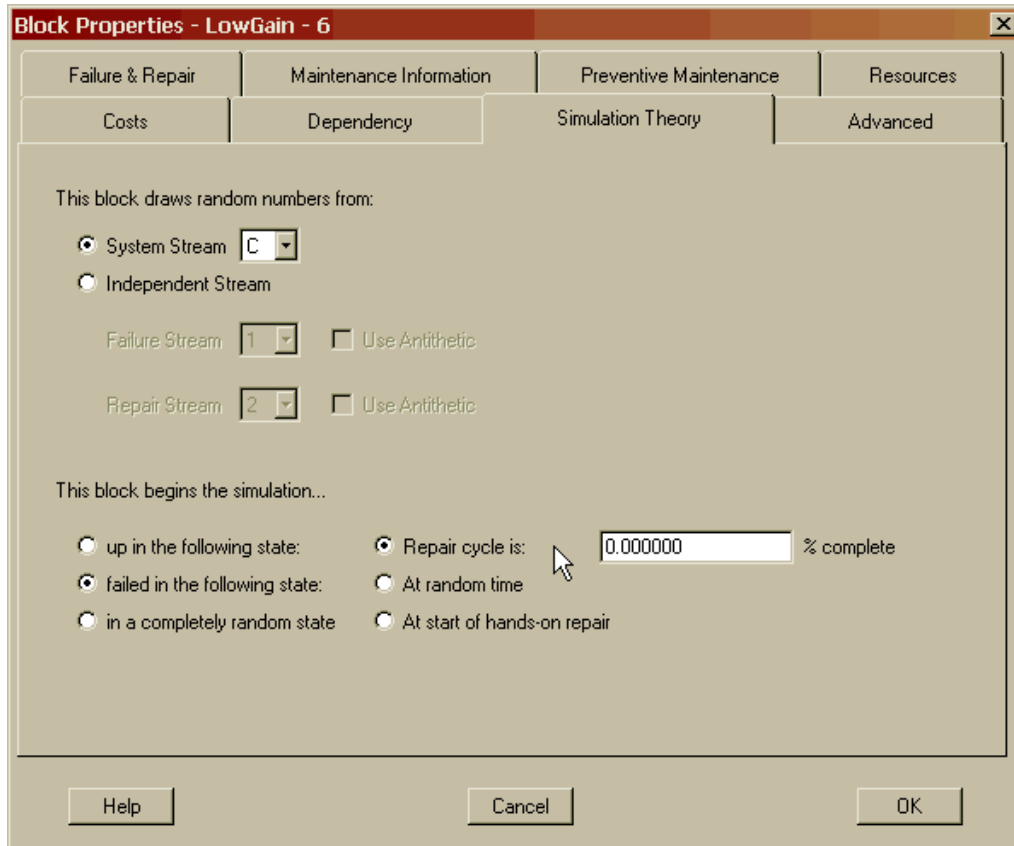 Block Properties - LowGain - 6
Failure & Repair Maintenance Information Preventive Maintenance Resources
Costs Dependency Simulation Theory Advanced
This block draws random numbers from:
System Stream C
Independent Stream
Failure Stream 1 Use Antithetic
Repair Stream 2 Use Antithetic
This block begins the simulation...
up in the following state: Repair cycle is: 0.000000 % complete
failed in the following state: At random time
in a completely random state At start of hands-on repair
Help Cancel OK